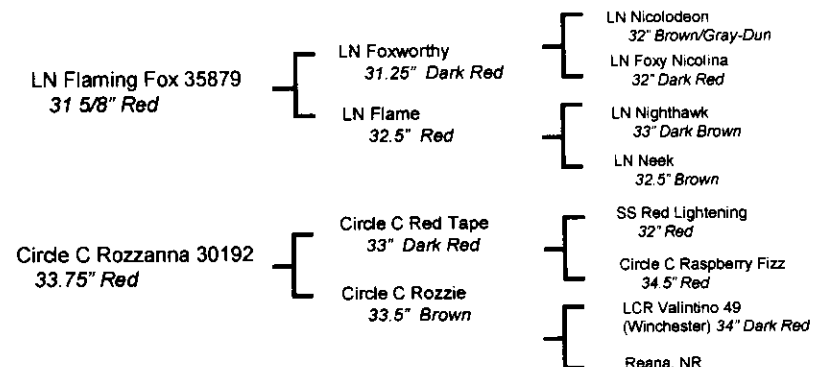 LN Flaming Fox 35879
31 5/8" Red
LN Foxworthy
31.25" Dark Red
LN Flame
32.5" Red
LN Nicolodeon
32" Brown/Gray-Dun
LN Foxy Nicolina
32" Dark Red
LN Nighthawk
33" Dark Brown
LN Neek
32.5" Brown
Circle C Rozzanna 30192
33.75" Red
Circle C Red Tape
33" Dark Red
Circle C Rozzie
33.5" Brown
SS Red Lightening
32" Red
Circle C Raspberry Fizz
34.5" Red
LCR Valintino 49
(Winchester) 34" Dark Red
Reana, NR